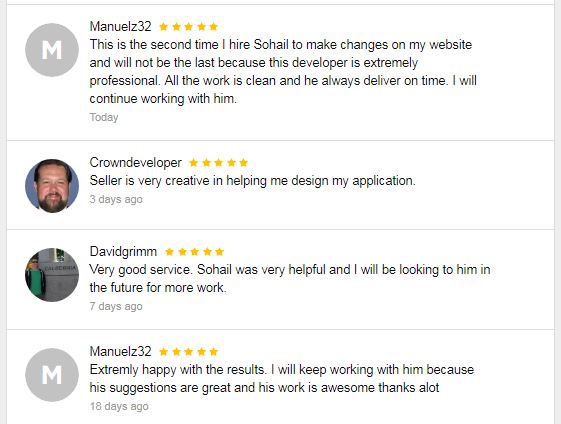 Manuelz32
This is the second time I hire Sohail to make changes on my website
and will not be the last because this developer is extremely
professional. All the work is clean and he always deliver on time. I will
continue working with him.
Today
M
Crowndeveloper
Seller is very creative in helping me design my application.
3 days ago
Davidgrimm
Very good service. Sohail was very helpful and I will be looking to him in
the future for more work.
7 days ago
CALIFORNIA
Manuelz32
Extremly happy with the results. I will keep working with him because
his suggestions are great and his work is awesome thanks alot
18 days ago
M